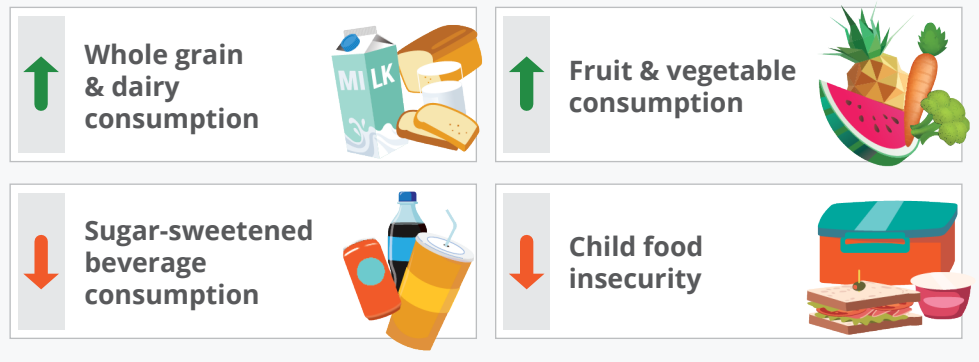 Whole grain
& dairy
consumption
MILK
Fruit & vegetable
consumption
Sugar-sweetened
beverage
consumption
Child food
insecurity